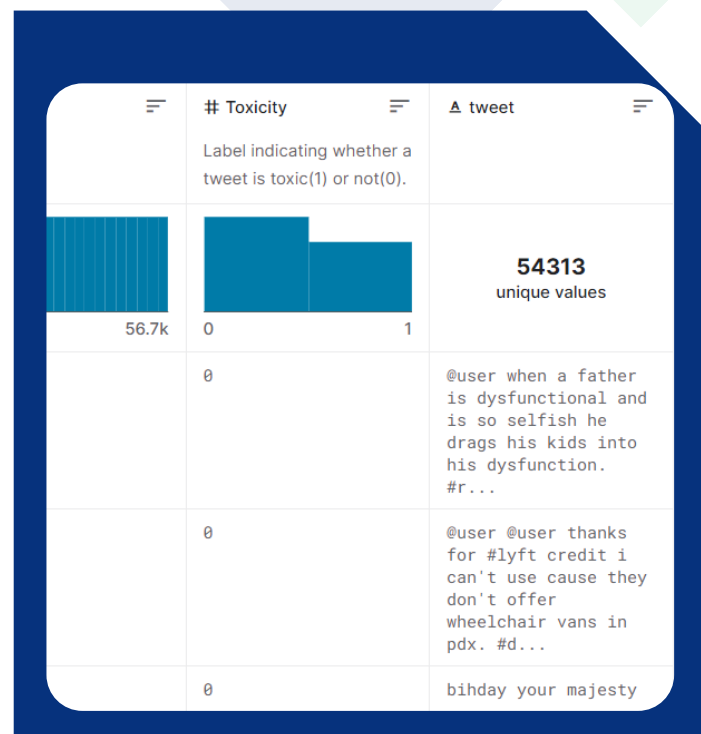 # Toxicity
A tweet
Label indicating whether a
tweet is toxic(1) or not(0).
54313
unique values
56.7k
0
1
0
@user when a father
is dysfunctional and
is so selfish he
drags his kids into
his dysfunction.
#r...
0
@user @user thanks
for #lyft credit i
can't use cause they
don't offer
wheelchair vans in
pdx. #d...
0
bihday your majesty